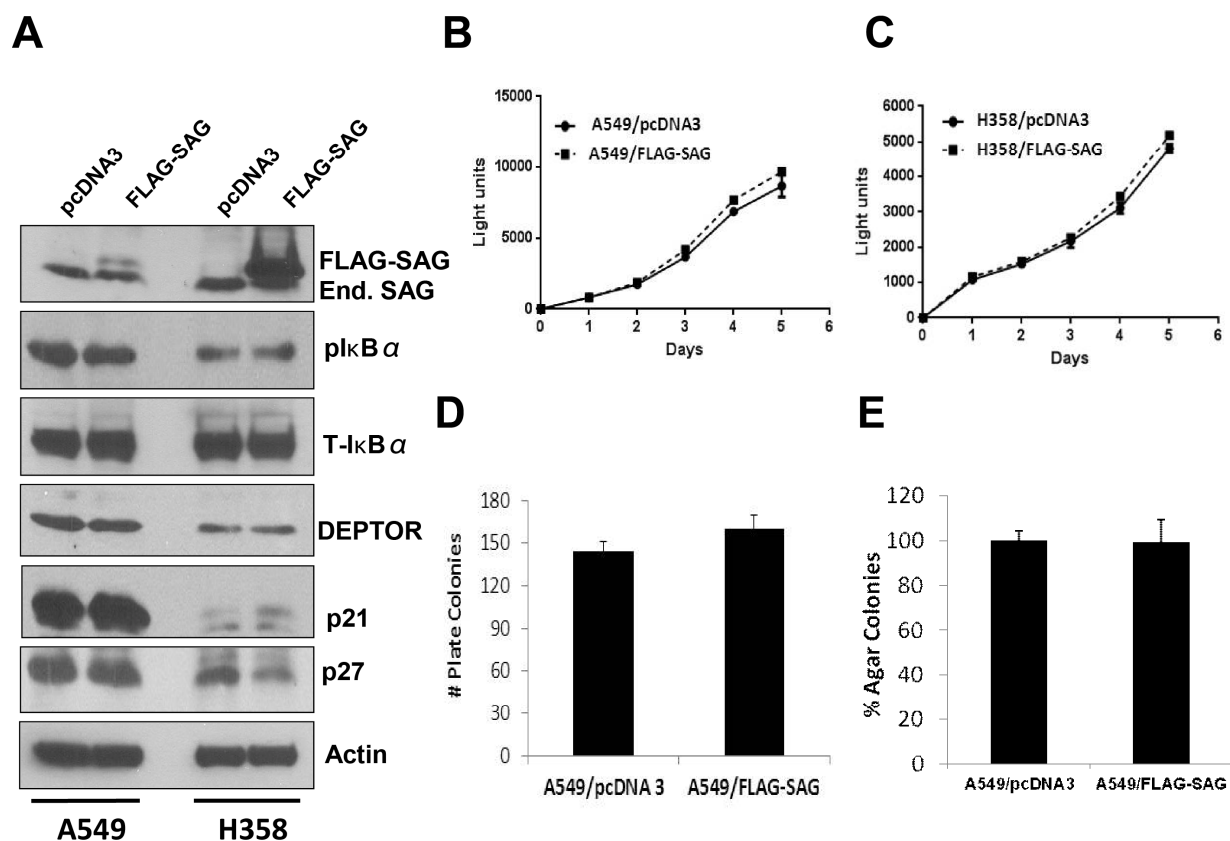 A
pcDNA3
FLAG-SAG
pcDNA3
FLAG-SAG
FLAG-SAG
End. SAG
pIκB α
T-IκB α
DEPTOR
p21
p27
Actin
A549
H358
B
15000
10000
5000
0
Light units
A549/pcDNA3
A549/FLAG-SAG
0 1 2 3 4 5 6
Days
C
6000
5000
4000
3000
2000
1000
0
Light units
H358/pcDNA3
H358/FLAG-SAG
0 1 2 3 4 5 6
Days
D
180
150
120
90
60
30
0
# Plate Colonies
A549/pcDNA 3 A549/FLAG-SAG
E
120
100
80
60
40
20
0
% Agar Colonies
A549/pcDNA3 A549/FLAG-SAG